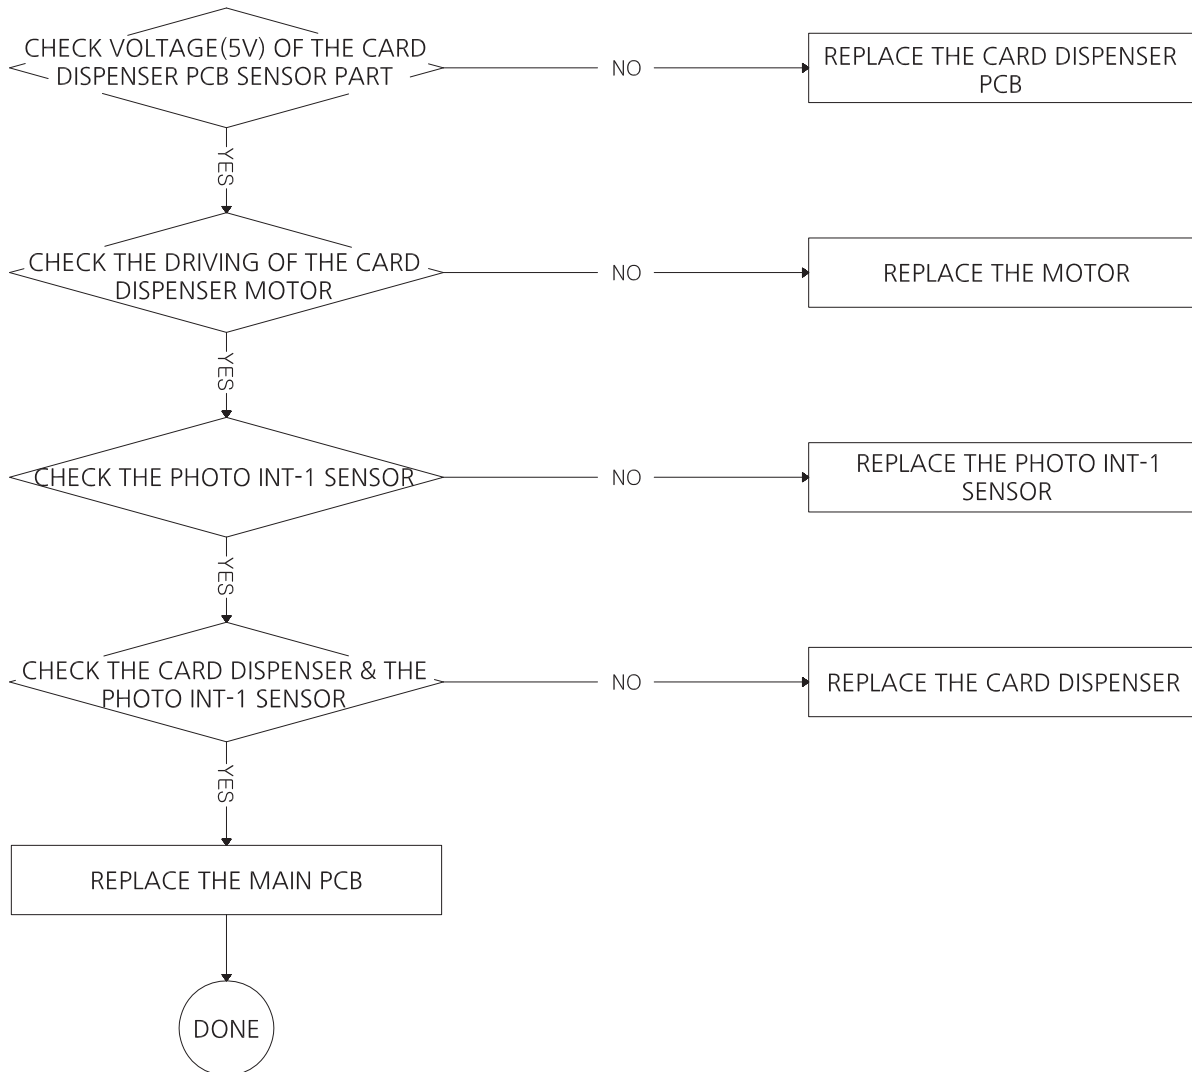 CHECK VOLTAGE(5V) OF THE CARD
DISPENSER PCB SENSOR PART
NO
REPLACE THE CARD DISPENSER
PCB
YES
CHECK THE DRIVING OF THE CARD
DISPENSER MOTOR
NO
REPLACE THE MOTOR
YES
CHECK THE PHOTO INT-1 SENSOR
NO
REPLACE THE PHOTO INT-1
SENSOR
YES
CHECK THE CARD DISPENSER & THE
PHOTO INT-1 SENSOR
NO
REPLACE THE CARD DISPENSER
YES
REPLACE THE MAIN PCB
DONE